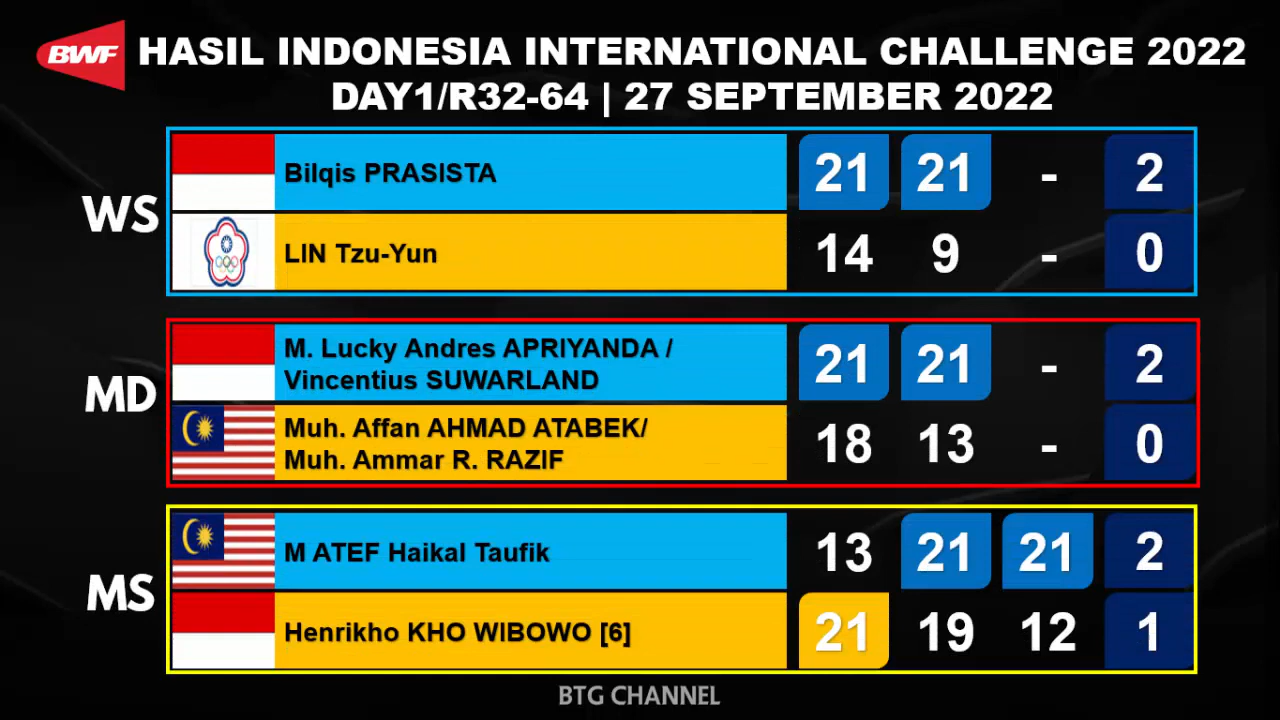 BWF HASIL INDONESIA INTERNATIONAL CHALLENGE 2022
DAY1/R32-64 | 27 SEPTEMBER 2022
WS
Bilqis PRASISTA 21 21 - 2
LIN Tzu-Yun 14 9 - 0
MD
M. Lucky Andres APRIYANDA /
Vincentius SUWARLAND
21 21 - 2
Muh. Affan AHMAD ATABEK/
Muh. Ammar R. RAZIF
18 13 - 0
MS
M ATEF Haikal Taufik 13 21 21 2
Henrikho KHO WIBOWO [6] 21 19 12 1
BTG CHANNEL